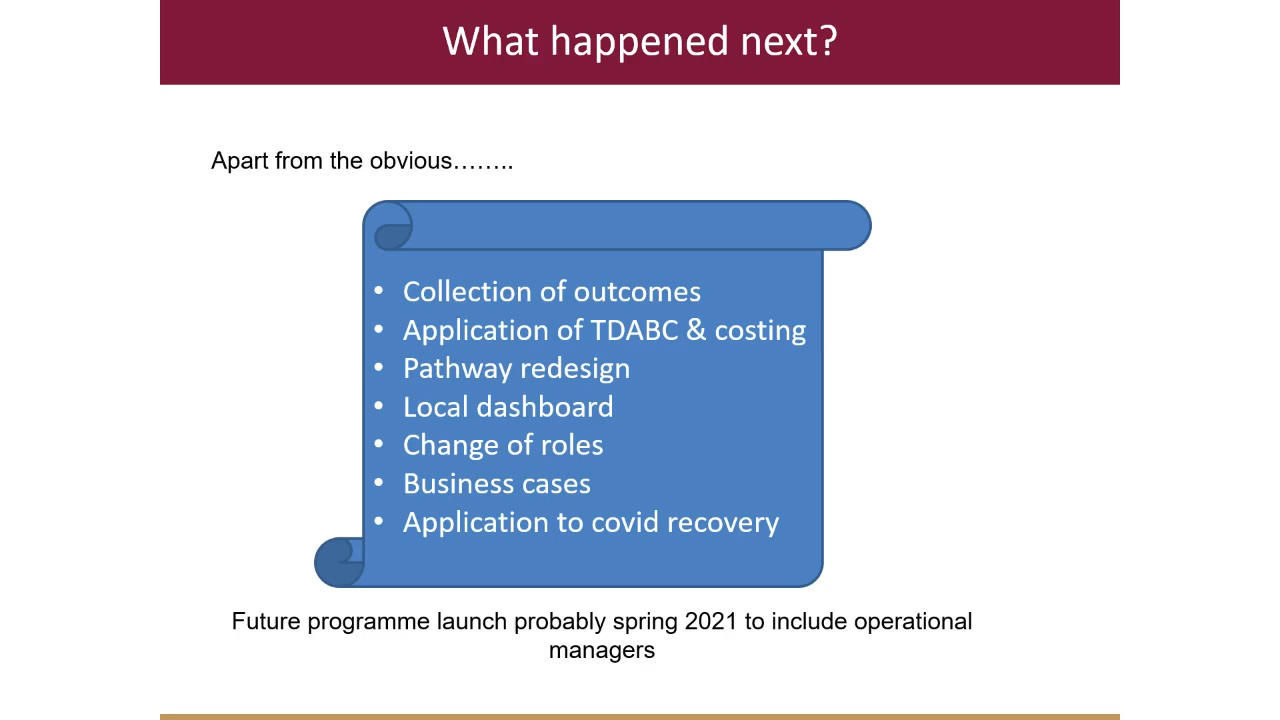 What happened next?
Apart from the obvious……..
• Collection of outcomes
• Application of TDABC & costing
• Pathway redesign
• Local dashboard
• Change of roles
• Business cases
• Application to covid recovery
Future programme launch probably spring 2021 to include operational
managers